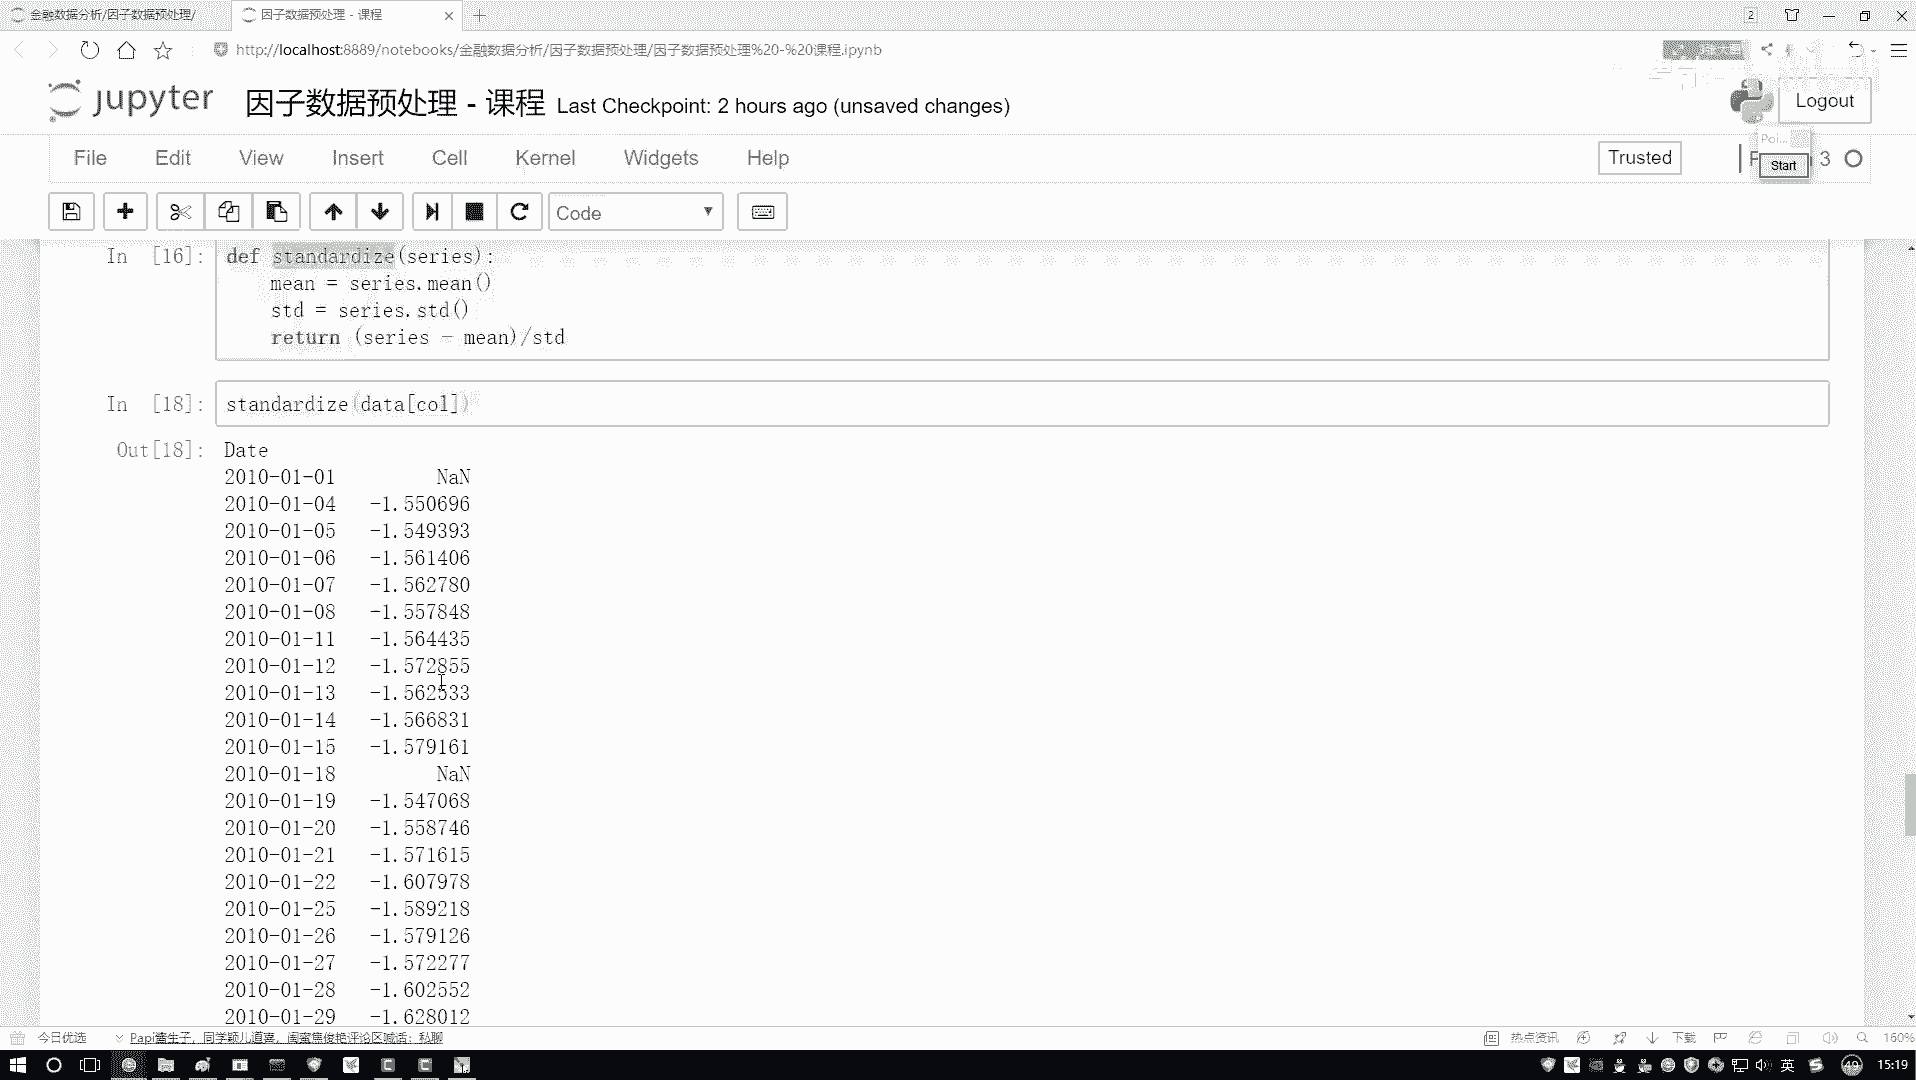 金融数据分析/因子数据预处理/
因子数据预处理 - 课程
2
http://localhost:8889/notebooks/金融数据分析/因子数据预处理/因子数据预处理%20-%20课程.ipynb
jupyter
因子数据预处理 - 课程 Last Checkpoint: 2 hours ago (unsaved changes)
Logout
Poi...
File Edit View Insert Cell Kernel Widgets Help
Trusted
3
Start
Code
In [16]: def standardize(series):
mean = series.mean()
std = series.std()
return (series - mean)/std
In [18]: standardize(data[col])
Out[18]: Date
2010-01-01 NaN
2010-01-04 -1.550696
2010-01-05 -1.549393
2010-01-06 -1.561406
2010-01-07 -1.562780
2010-01-08 -1.557848
2010-01-11 -1.564435
2010-01-12 -1.572855
2010-01-13 -1.562533
2010-01-14 -1.566831
2010-01-15 -1.579161
2010-01-18 NaN
2010-01-19 -1.547068
2010-01-20 -1.558746
2010-01-21 -1.571615
2010-01-22 -1.607978
2010-01-25 -1.589218
2010-01-26 -1.579126
2010-01-27 -1.572277
2010-01-28 -1.602552
2010-01-29 -1.628012
今日优选
Papi酱生子，同学颖儿道喜，闺蜜焦俊艳评论区喊话：私聊
热点资讯
下载
160%
英
49
15:19